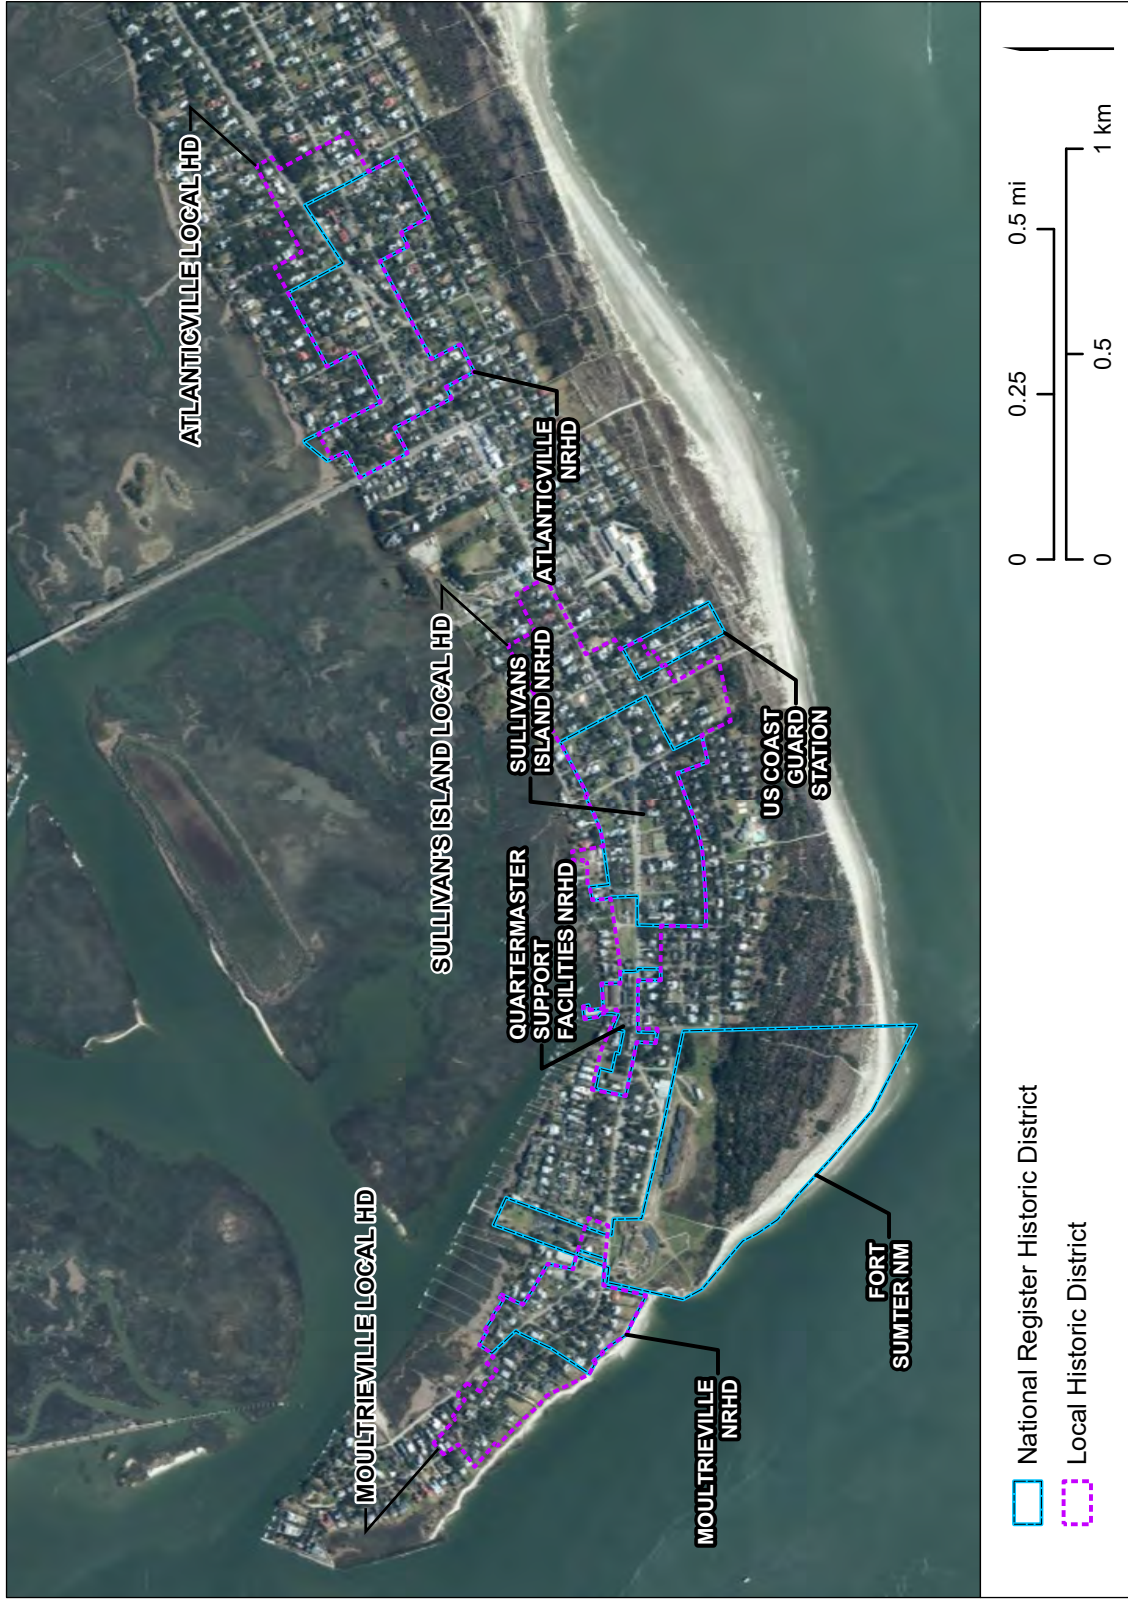 MOULTRIEVILLE LOCAL HD
SULLIVAN'S ISLAND LOCAL HD
ATLANTICVILLE LOCAL HD
QUARTERMASTER
SUPPORT
FACILITIES NRHD
SULLIVANS
ISLAND NRHD
ATLANTICVILLE
NRHD
MOULTRIEVILLE
NRHD
FORT
SUMTER NM
US COAST
GUARD
STATION
National Register Historic District
Local Historic District
0 0.25 0.5 mi
0 0.5 1 km